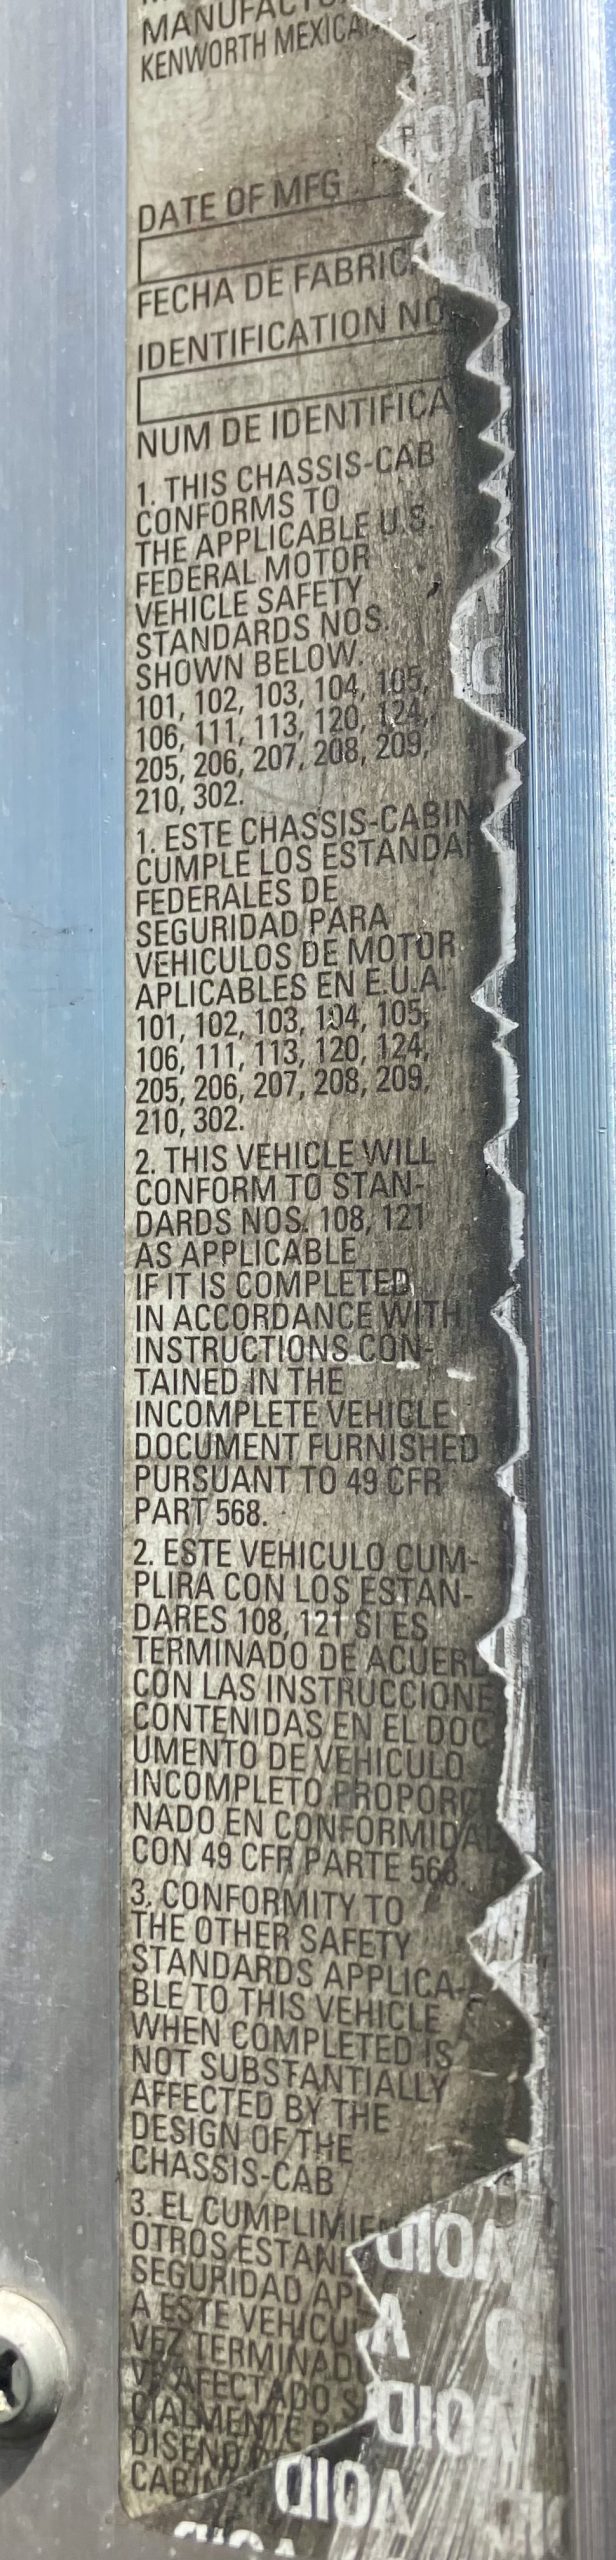 MANUFACTU
KENWORTH MEXICA
DATE OF MFG
FECHA DE FABRICA
IDENTIFICATION NO.
NUM DE IDENTIFICA
1. THIS CHASSIS-CAB
CONFORMS TO
THE APPLICABLE U.S.
FEDERAL MOTOR
VEHICLE SAFETY
STANDARDS NOS.
SHOWN BELOW.
101, 102, 103, 104, 105,
106, 111, 113, 120, 124,
205, 206, 207, 208, 209,
210, 302.
1. ESTE CHASSIS-CABIN
CUMPLE LOS ESTANDA
FEDERALES DE
SEGURIDAD PARA
VEHICULOS DE MOTOR
APLICABLES EN E.U.A.
101, 102, 103, 104, 105,
106, 111, 113, 120, 124,
205, 206, 207, 208, 209,
210, 302.
2. THIS VEHICLE WILL
CONFORM TO STAN-
DARDS NOS. 108, 121
AS APPLICABLE
IF IT IS COMPLETED
IN ACCORDANCE WITH
INSTRUCTIONS CON-
TAINED IN THE
INCOMPLETE VEHICLE
DOCUMENT FURNISHED
PURSUANT TO 49 CFR
PART 568.
2. ESTE VEHICULO CUM-
PLIRA CON LOS ESTAN-
DARES 108, 121 SI ES
TERMINADO DE ACUER
CON LAS INSTRUCCIONE
CONTENIDAS EN EL DOC
UMENTO DE VEHICULO
INCOMPLETO PROPORC
NADO EN CONFORMIDA
CON 49 CFR PARTE 568
3. CONFORMITY TO
THE OTHER SAFETY
STANDARDS APPLICA-
BLE TO THIS VEHICLE
WHEN COMPLETED IS
NOT SUBSTANTIALLY
AFFECTED BY THE
DESIGN OF THE
CHASSIS-CAB
3. EL CUMPLIMIEN
OTROS ESTAN
SEGURIDAD AP
A ESTE VEHICU
VEZ TERMINAD
VE AFECTADO S
CIALMENTE P
DISENO
CABIN
VOID
VOID
VOID